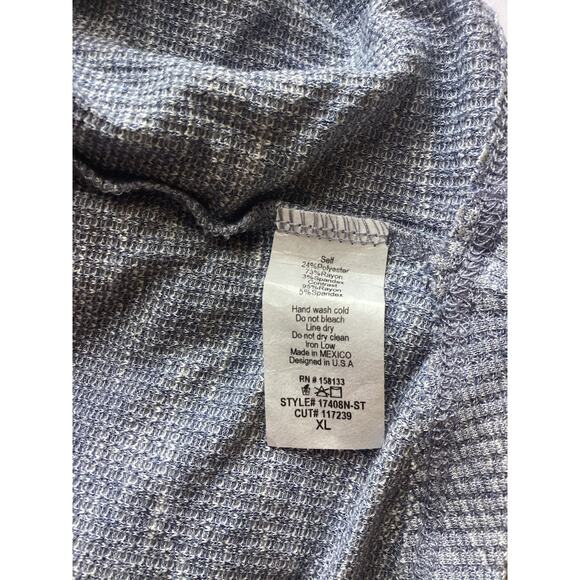 Self
24%Polyester
73%Rayon
3%Spandex
Contrast
95%Rayon
5%Spandex
Hand wash cold
Do not bleach
Line dry
Do not dry clean
Iron Low
Made in MEXICO
Designed in U.S.A
RN # 158133
STYLE# 17408N-ST
CUT# 117239
XL